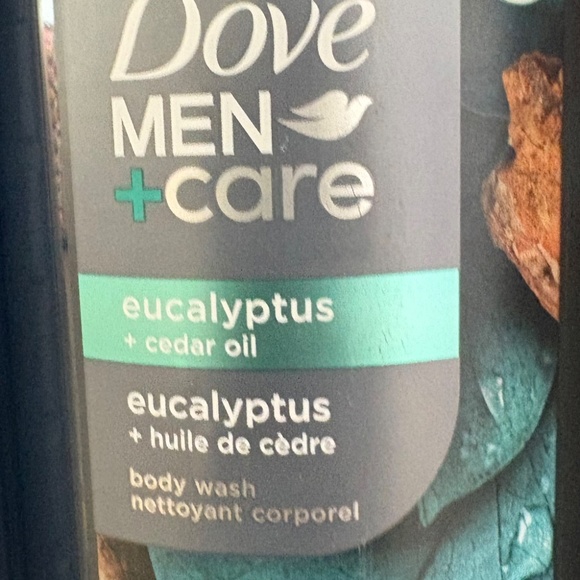 Dove
MEN
+care
eucalyptus
+ cedar oil
eucalyptus
+ huile de cèdre
body wash
nettoyant corporel